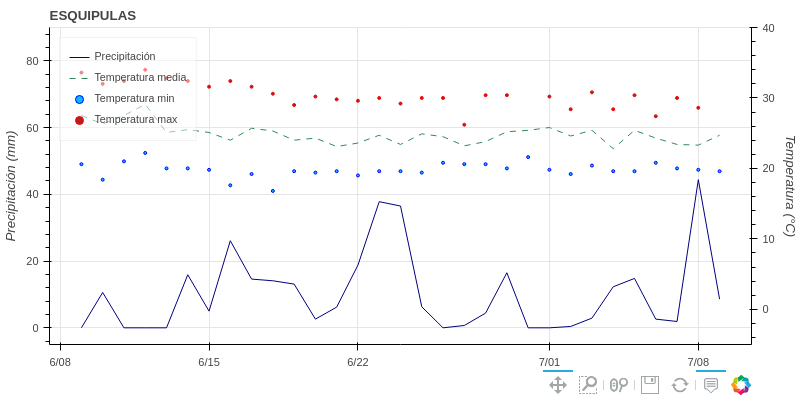 ESQUIPULAS
Precipitación
Temperatura media
Temperatura min
Temperatura max
80
60
40
20
0
Precipitación (mm)
40
30
20
10
0
Temperatura (°C)
6/08
6/15
6/22
7/01
7/08